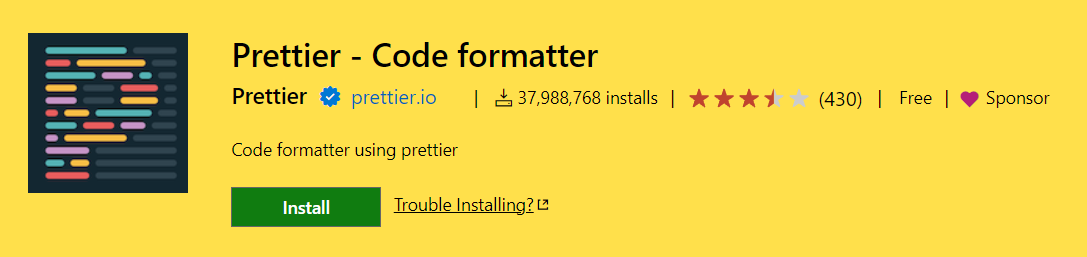 Prettier - Code formatter
Prettier prettier.io | 37,988,768 installs | (430) | Free | Sponsor
Code formatter using prettier
Install Trouble Installing?